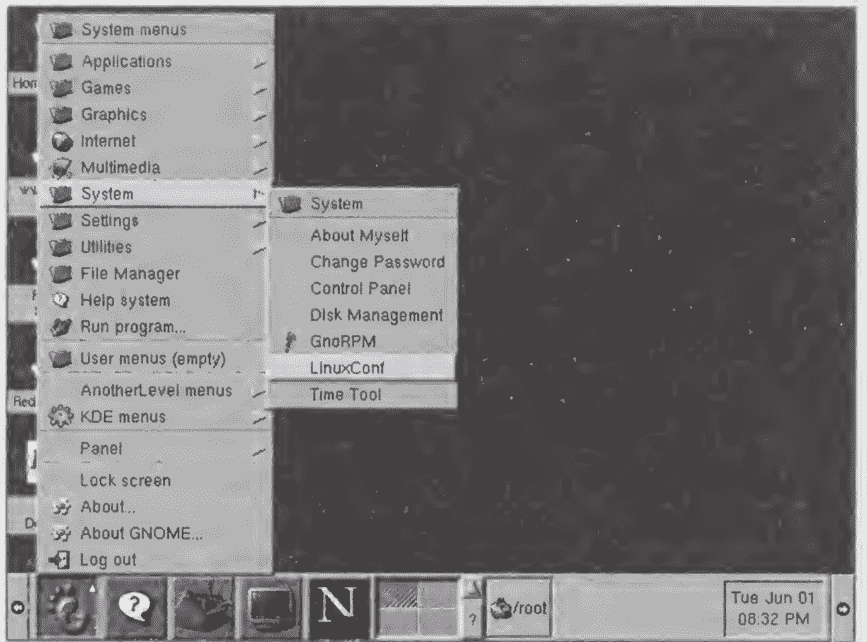 System menus
Applications
Games
Graphics
Internet
Multimedia
System
Settings
Utilities
File Manager
Help system
Run program...
User menus (empty)
AnotherLevel menus
KDE menus
Panel
Lock screen
About...
About GNOME...
Log out
System
About Myself
Change Password
Control Panel
Disk Management
GnoRPM
LinuxConf
Time Tool
Hom
Red
?
N
?
/root
Tue Jun 01
08:32 PM